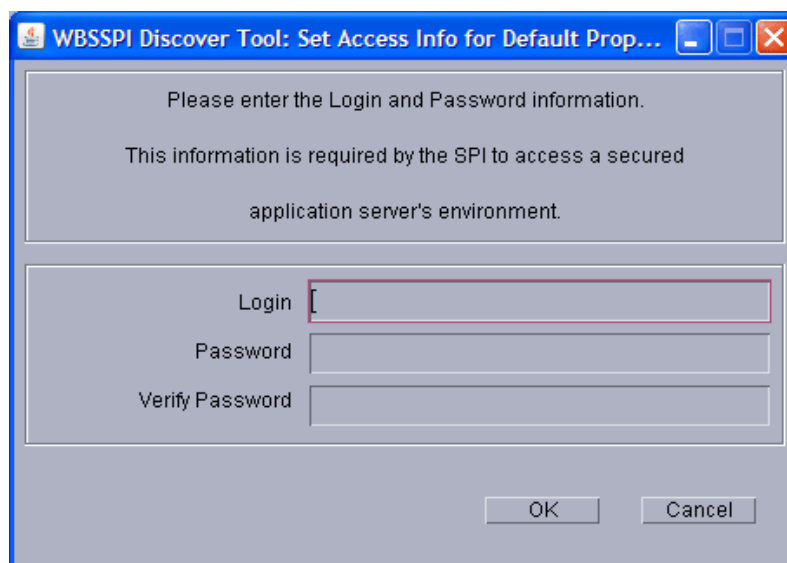 WBSSPI Discover Tool: Set Access Info for Default Prop...
Please enter the Login and Password information.
This information is required by the SPI to access a secured
application server's environment.
Login
Password
Verify Password
OK Cancel